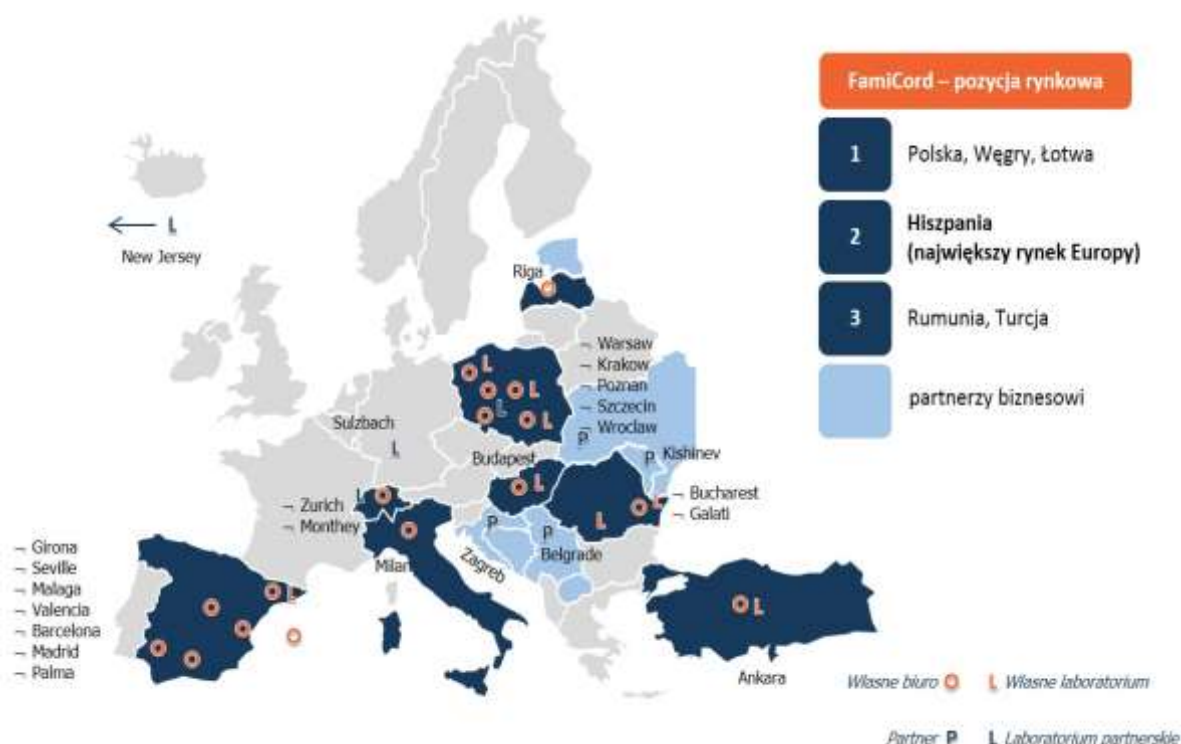 FamiCord – pozycja rynkowa
1 Polska, Węgry, Łotwa
2 Hiszpania
(największy rynek Europy)
3 Rumunia, Turcja
partnerzy biznesowi
L
New Jersey
Riga
¬ Warsaw
¬ Krakow
¬ Poznan
¬ Szczecin
¬ Wroclaw
L
L
L
L
P
Sulzbach
L
Budapest
L
P Kishinev
L
¬ Zurich
¬ Monthey
L
L
¬ Bucharest
¬ Galati
P
P
Milan
Zagreb
Belgrade
¬ Girona
¬ Seville
¬ Malaga
¬ Valencia
¬ Barcelona
¬ Madrid
¬ Palma
L
L
Ankara
Własne biuro L Własne laboratorium
Partner P L Laboratorium partnerskie